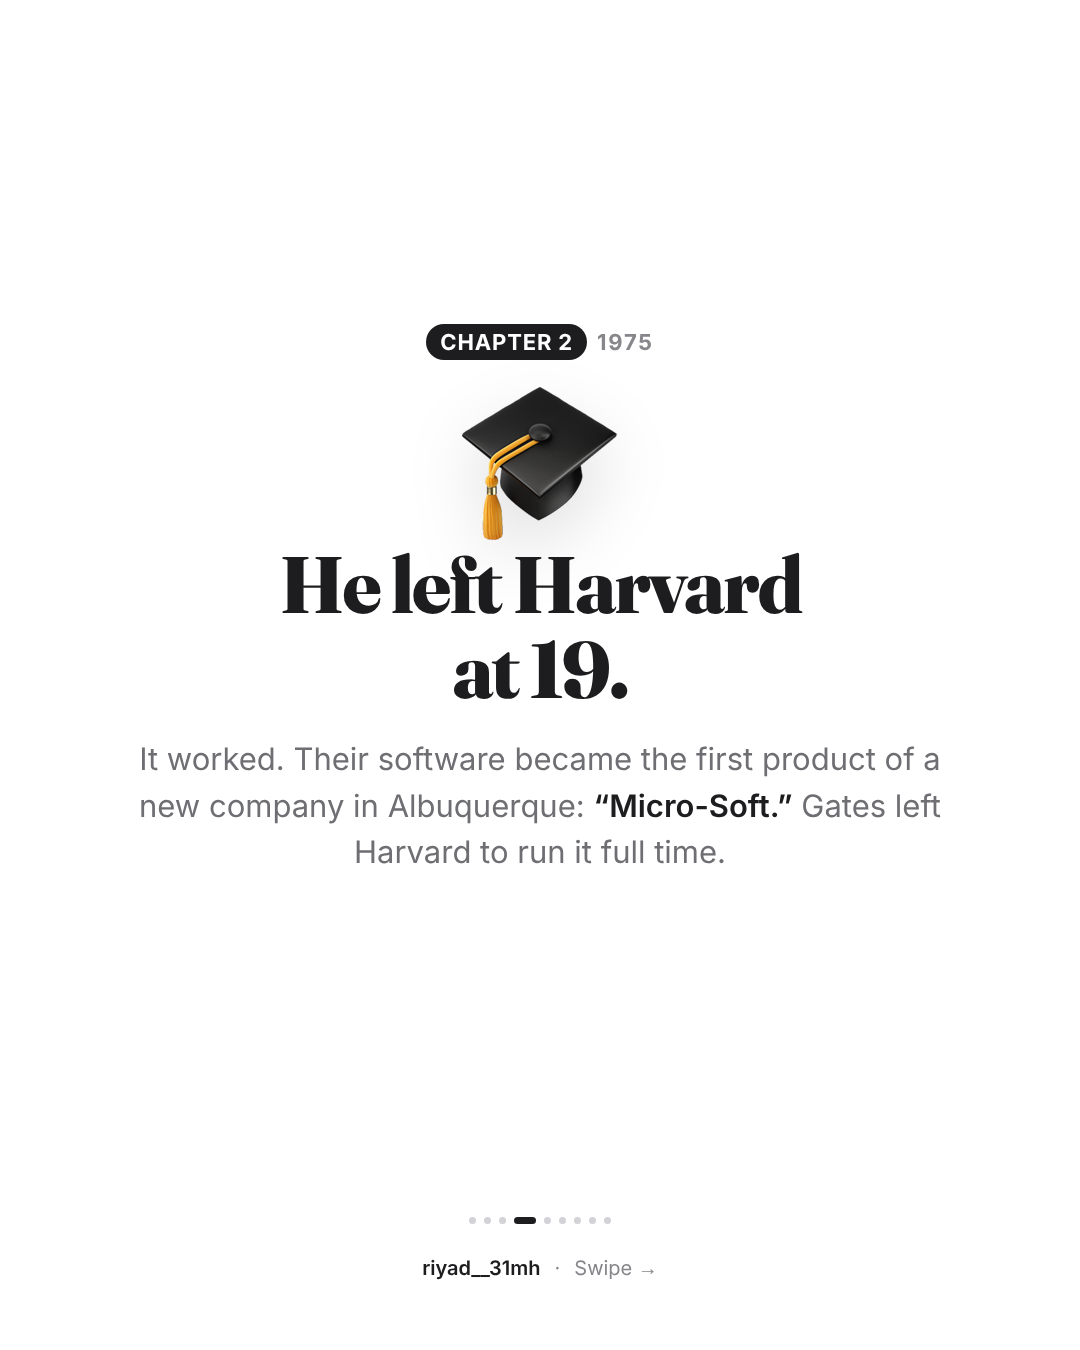 CHAPTER 2 1975
He left Harvard
at 19.
It worked. Their software became the first product of a
new company in Albuquerque: “Micro-Soft.” Gates left
Harvard to run it full time.
riyad__31mh · Swipe →